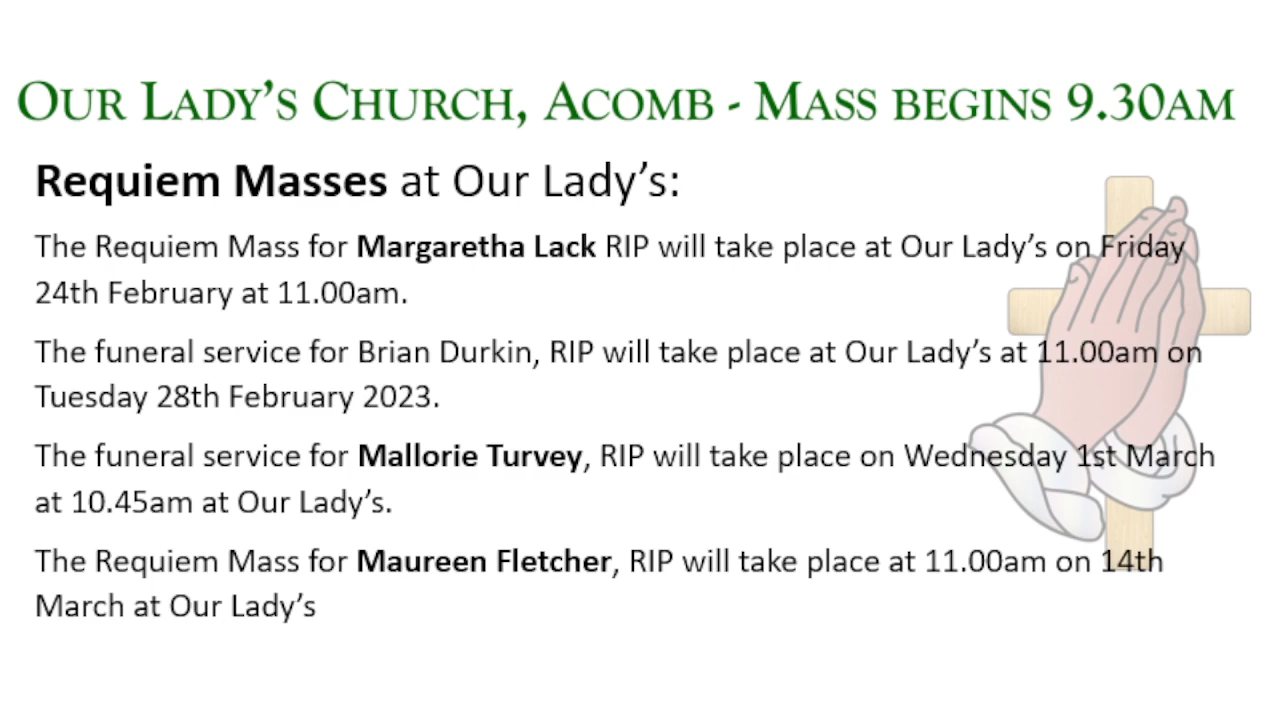 Our Lady’s Church, Acomb - Mass begins 9.30am
Requiem Masses at Our Lady’s:
The Requiem Mass for Margaretha Lack RIP will take place at Our Lady’s on Friday
24th February at 11.00am.
The funeral service for Brian Durkin, RIP will take place at Our Lady’s at 11.00am on
Tuesday 28th February 2023.
The funeral service for Mallorie Turvey, RIP will take place on Wednesday 1st March
at 10.45am at Our Lady’s.
The Requiem Mass for Maureen Fletcher, RIP will take place at 11.00am on 14th
March at Our Lady’s